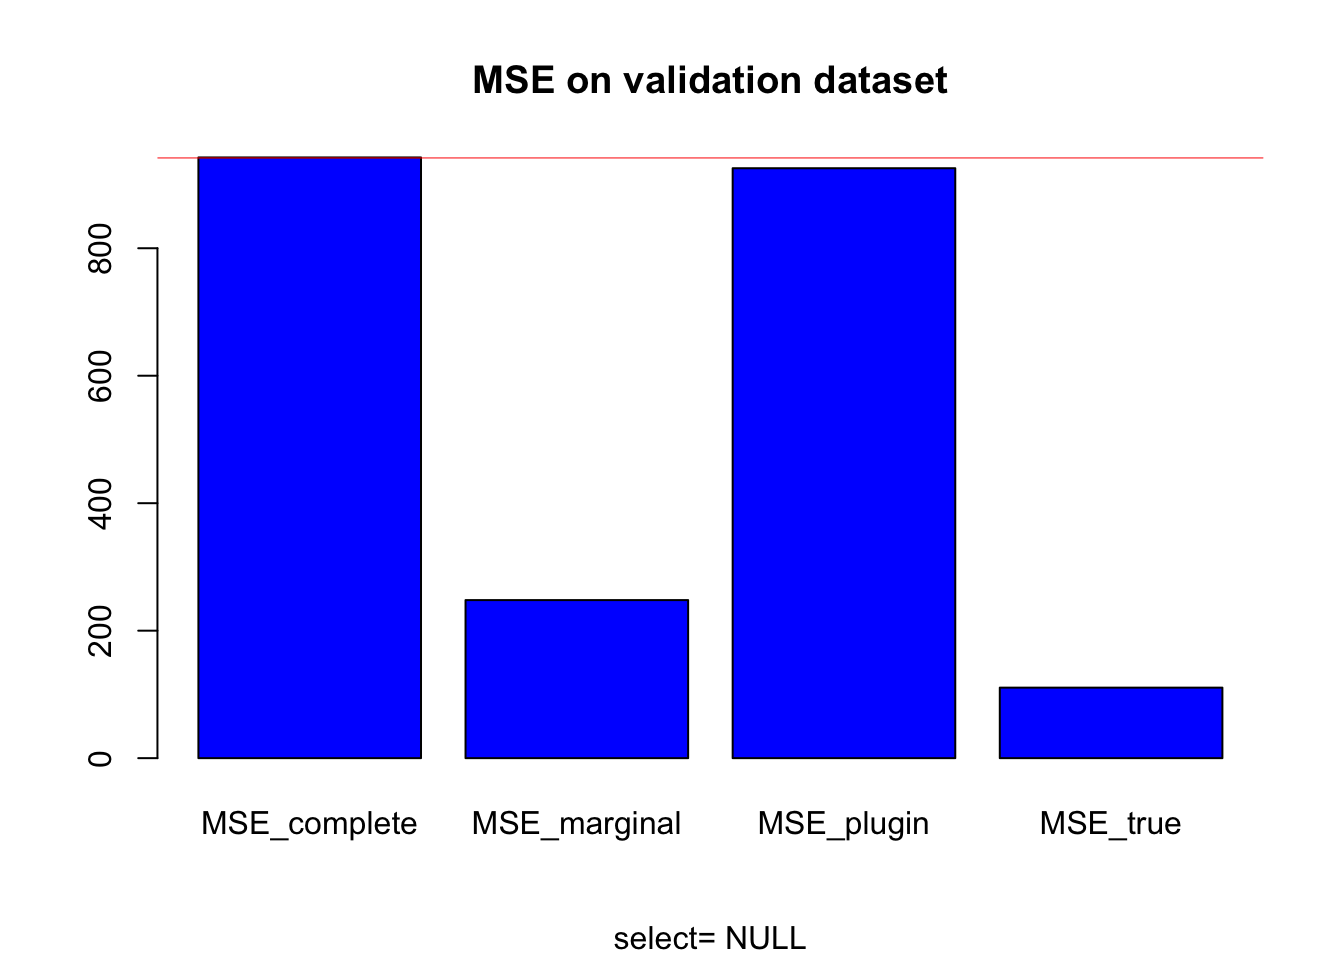 MSE on validation dataset
800
600
400
200
0
MSE_complete MSE_marginal MSE_plugin MSE_true
select= NULL